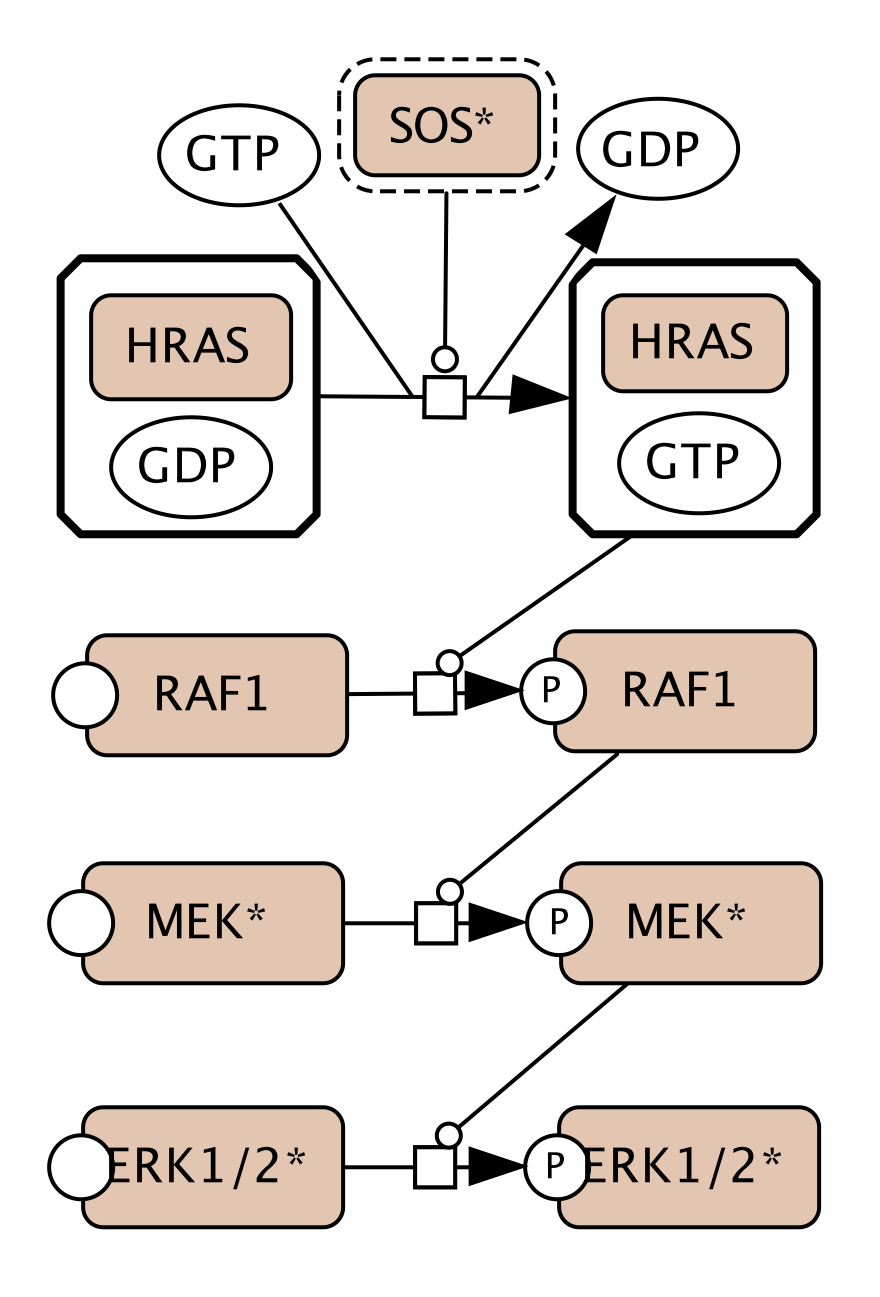 SOS*
GTP
GDP
HRAS
HRAS
GDP
GTP
RAF1
P
RAF1
MEK*
P
MEK*
ERK1/2*
P
ERK1/2*